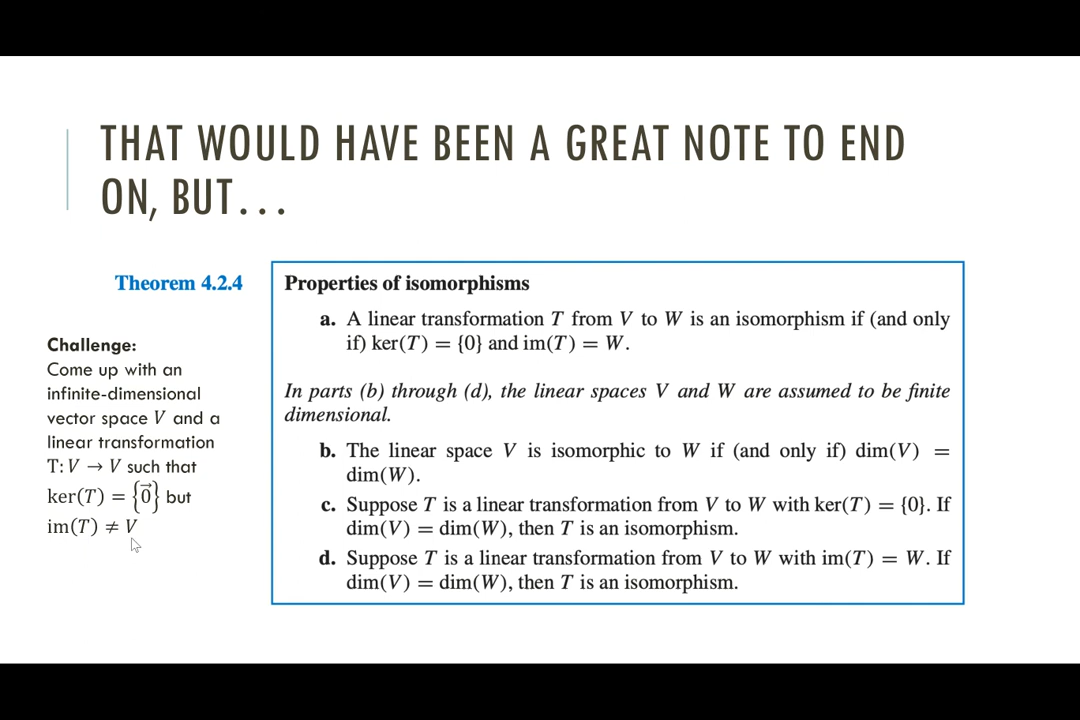 THAT WOULD HAVE BEEN A GREAT NOTE TO END
ON, BUT...
Theorem 4.2.4
Properties of isomorphisms
a. A linear transformation T from V to W is an isomorphism if (and only
if) ker(T) = {0} and im(T) = W.
In parts (b) through (d), the linear spaces V and W are assumed to be finite
dimensional.
b. The linear space V is isomorphic to W if (and only if) dim(V) =
dim(W).
c. Suppose T is a linear transformation from V to W with ker(T) = {0}. If
dim(V) = dim(W), then T is an isomorphism.
d. Suppose T is a linear transformation from V to W with im(T) = W. If
dim(V) = dim(W), then T is an isomorphism.
Challenge:
Come up with an
infinite-dimensional
vector space V and a
linear transformation
T: V → V such that
ker(T) = {0⃗} but
im(T) ≠ V